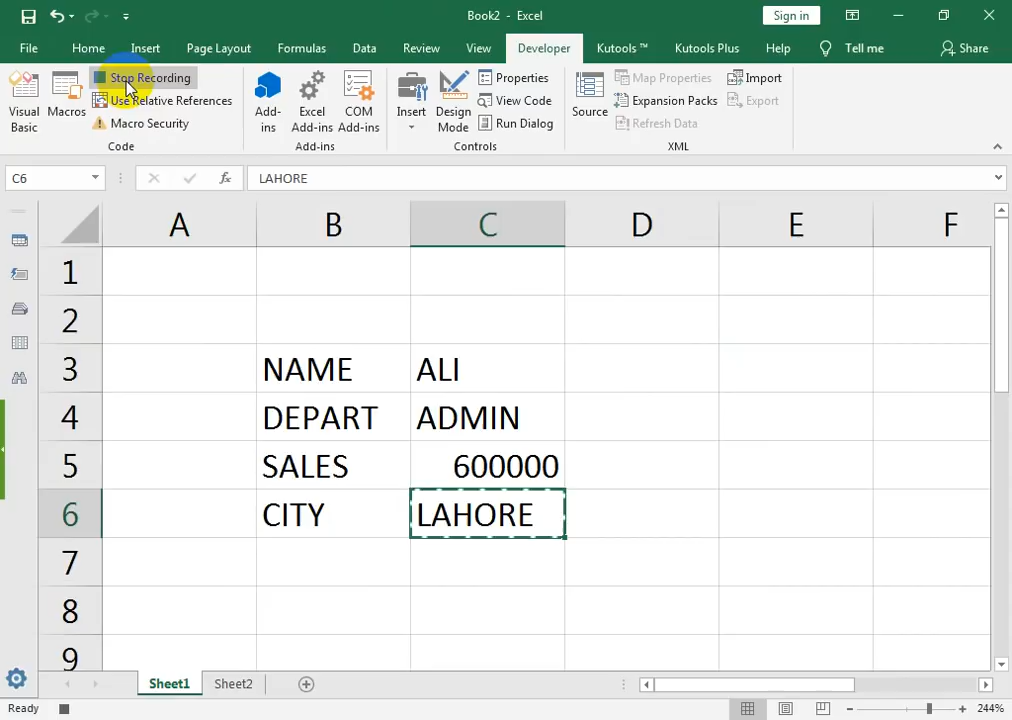 Book2 - Excel
Sign in
File Home Insert Page Layout Formulas Data Review View Developer Kutools ™ Kutools Plus Help Tell me Share
Visual Basic
Macros
Stop Recording
Use Relative References
Macro Security
Code
Add-ins
Excel Add-ins
COM Add-ins
Add-ins
Insert
Design Mode
Properties
View Code
Run Dialog
Controls
Source
Map Properties
Expansion Packs
Refresh Data
Import
Export
XML
C6 fx LAHORE
A B C D E F
1
2
3 NAME ALI
4 DEPART ADMIN
5 SALES 600000
6 CITY LAHORE
7
8
9
Sheet1 Sheet2
Ready 244%